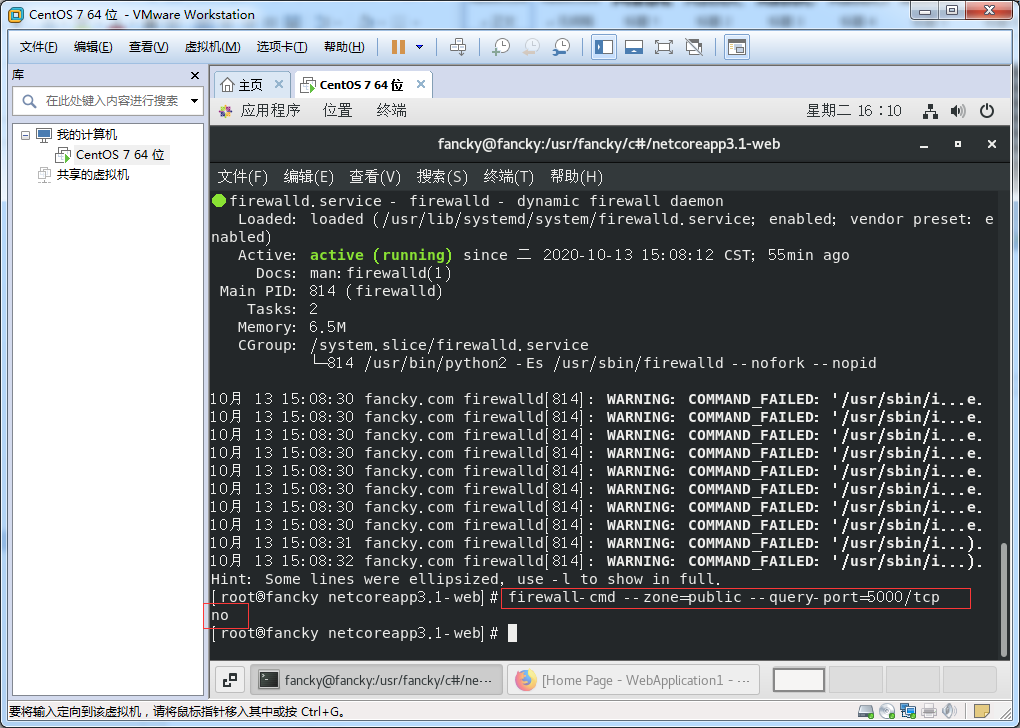 CentOS 7 64 位 - VMware Workstation
文件(F) 编辑(E) 查看(V) 虚拟机(M) 选项卡(T) 帮助(H)
库
在此处键入内容进行搜索
我的计算机
CentOS 7 64 位
共享的虚拟机
主页 CentOS 7 64 位
应用程序 位置 终端 星期二 16:10
fancky@fancky:/usr/fancky/c#/netcoreapp3.1-web
文件(F) 编辑(E) 查看(V) 搜索(S) 终端(T) 帮助(H)
firewalld.service - firewalld - dynamic firewall daemon
Loaded: loaded (/usr/lib/systemd/system/firewalld.service; enabled; vendor preset: e
nabled)
Active: active (running) since 二 2020-10-13 15:08:12 CST; 55min ago
Docs: man:firewalld(1)
Main PID: 814 (firewalld)
Tasks: 2
Memory: 6.5M
CGroup: /system.slice/firewalld.service
└─814 /usr/bin/python2 -Es /usr/sbin/firewalld --nofork --nopid
10月 13 15:08:30 fancky.com firewalld[814]: WARNING: COMMAND_FAILED: '/usr/sbin/i...e.
10月 13 15:08:30 fancky.com firewalld[814]: WARNING: COMMAND_FAILED: '/usr/sbin/i...e.
10月 13 15:08:30 fancky.com firewalld[814]: WARNING: COMMAND_FAILED: '/usr/sbin/i...e.
10月 13 15:08:30 fancky.com firewalld[814]: WARNING: COMMAND_FAILED: '/usr/sbin/i...e.
10月 13 15:08:30 fancky.com firewalld[814]: WARNING: COMMAND_FAILED: '/usr/sbin/i...e.
10月 13 15:08:30 fancky.com firewalld[814]: WARNING: COMMAND_FAILED: '/usr/sbin/i...e.
10月 13 15:08:30 fancky.com firewalld[814]: WARNING: COMMAND_FAILED: '/usr/sbin/i...e.
10月 13 15:08:30 fancky.com firewalld[814]: WARNING: COMMAND_FAILED: '/usr/sbin/i...e.
10月 13 15:08:31 fancky.com firewalld[814]: WARNING: COMMAND_FAILED: '/usr/sbin/i...).
10月 13 15:08:32 fancky.com firewalld[814]: WARNING: COMMAND_FAILED: '/usr/sbin/i...).
Hint: Some lines were ellipsized, use -l to show in full.
[root@fancky netcoreapp3.1-web]# firewall-cmd --zone=public --query-port=5000/tcp
no
[root@fancky netcoreapp3.1-web]#
fancky@fancky:/usr/fancky/c#/ne··· [Home Page - WebApplication1 - ···
要将输入定向到该虚拟机，请将鼠标指针移入其中或按 Ctrl+G。